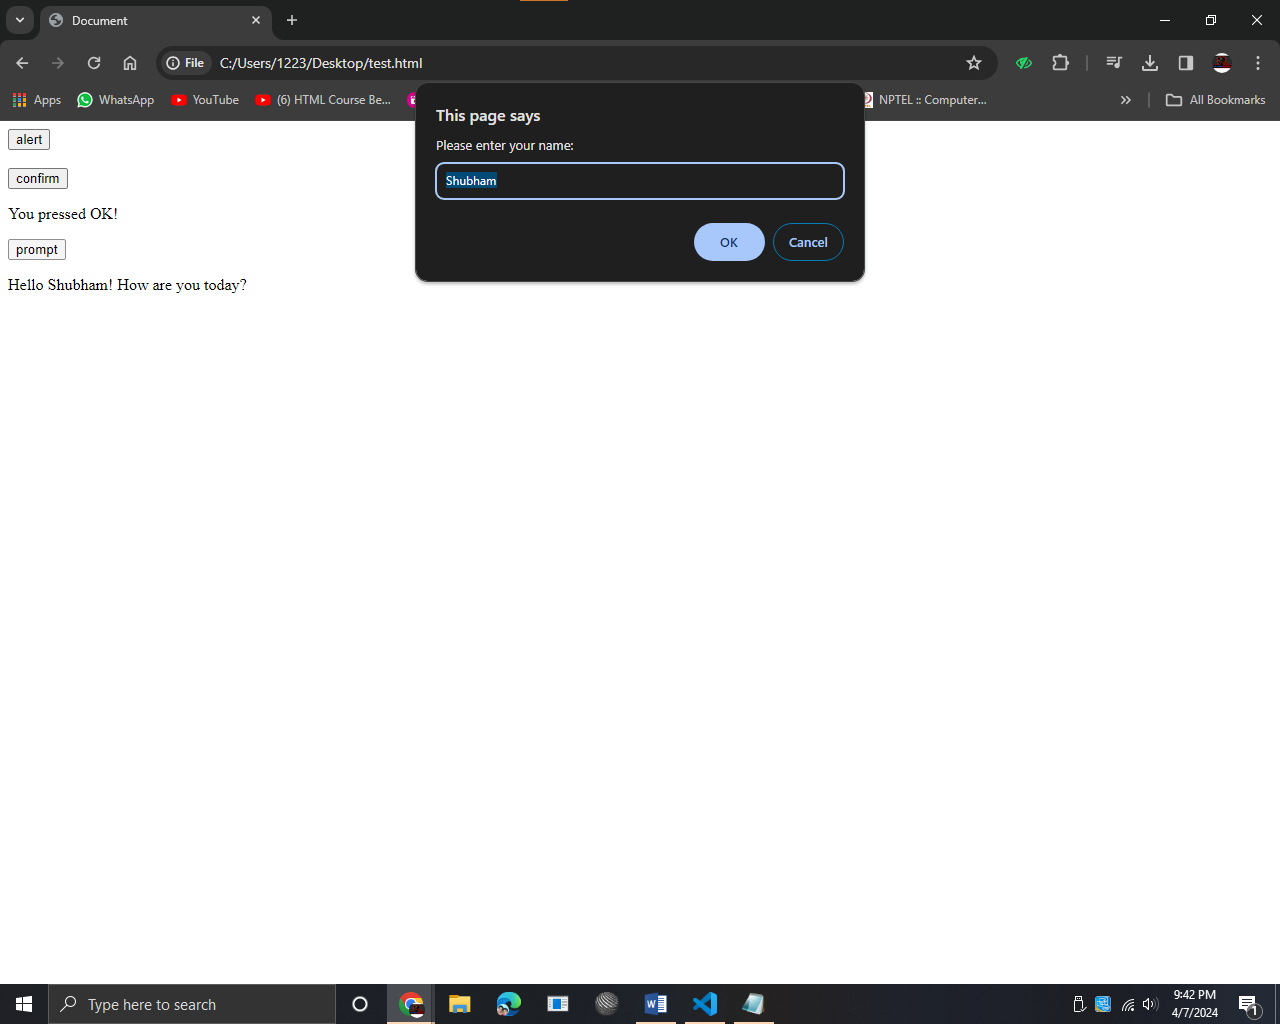 Document
File C:/Users/1223/Desktop/test.html
Apps WhatsApp YouTube (6) HTML Course Be... NPTEL :: Computer... All Bookmarks
This page says
Please enter your name:
Shubham
OK Cancel
alert
confirm
You pressed OK!
prompt
Hello Shubham! How are you today?
Type here to search
9:42 PM
4/7/2024
1